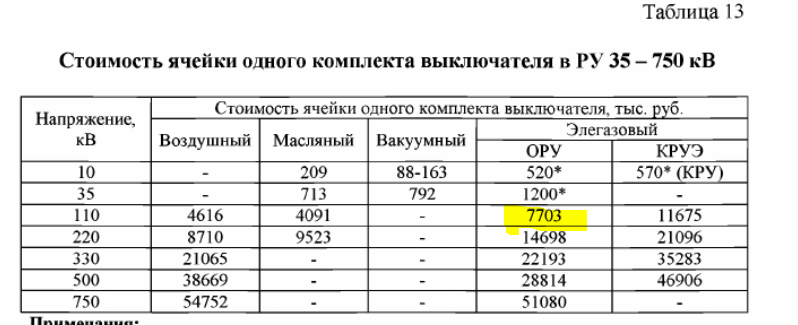 Таблица 13
Стоимость ячейки одного комплекта выключателя в РУ 35 – 750 кВ
Напряжение, кВ | Стоимость ячейки одного комплекта выключателя, тыс. руб.
Воздушный | Масляный | Вакуумный | Элегазовый
ОРУ | КРУЭ
10 | - | 209 | 88-163 | 520* | 570* (КРУ)
35 | - | 713 | 792 | 1200* | -
110 | 4616 | 4091 | - | 7703 | 11675
220 | 8710 | 9523 | - | 14698 | 21096
330 | 21065 | - | - | 22193 | 35283
500 | 38669 | - | - | 28814 | 46906
750 | 54752 | - | - | 51080 | -
Примечания: